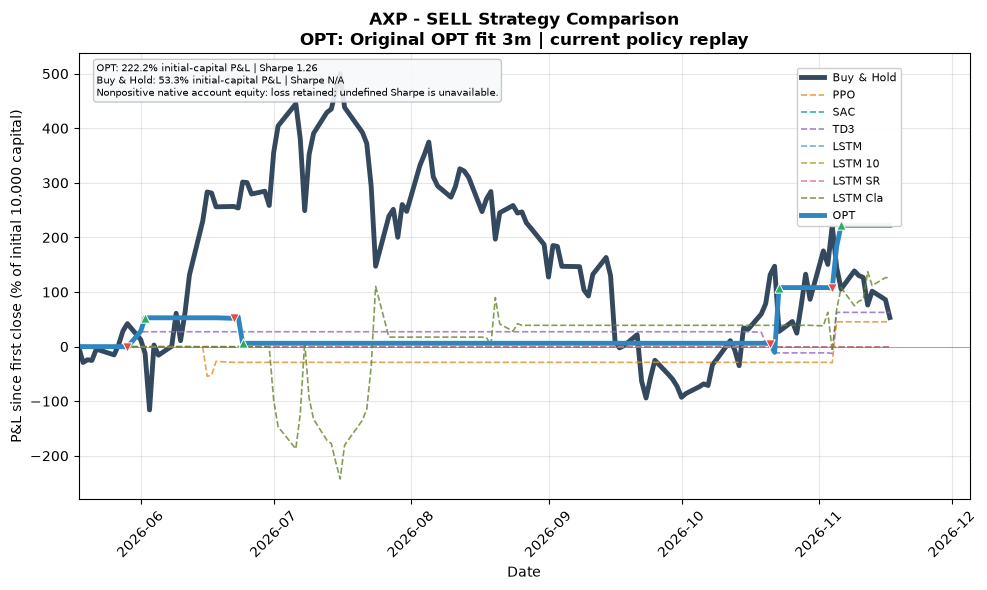 AXP - SELL Strategy Comparison
OPT: Original OPT fit 3m | current policy replay
OPT: 222.2% initial-capital P&L | Sharpe 1.26
Buy & Hold: 53.3% initial-capital P&L | Sharpe N/A
Nonpositive native account equity: loss retained; undefined Sharpe is unavailable.
Buy & Hold
PPO
SAC
TD3
LSTM
LSTM 10
LSTM SR
LSTM Cla
OPT
P&L since first close (% of initial 10,000 capital)
500
400
300
200
100
0
−100
−200
2026-06
2026-07
2026-08
2026-09
2026-10
2026-11
2026-12
Date